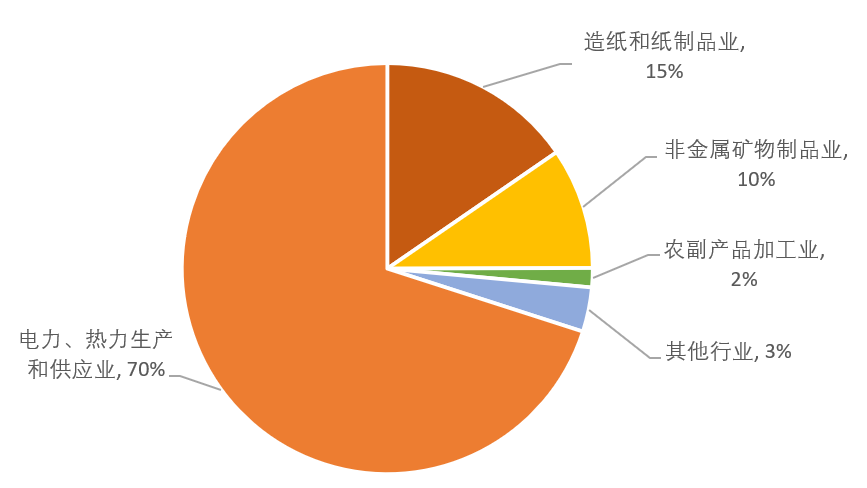 造纸和纸制品业,
15%
非金属矿物制品业,
10%
农副产品加工业,
2%
其他行业, 3%
电力、热力生产
和供应业, 70%